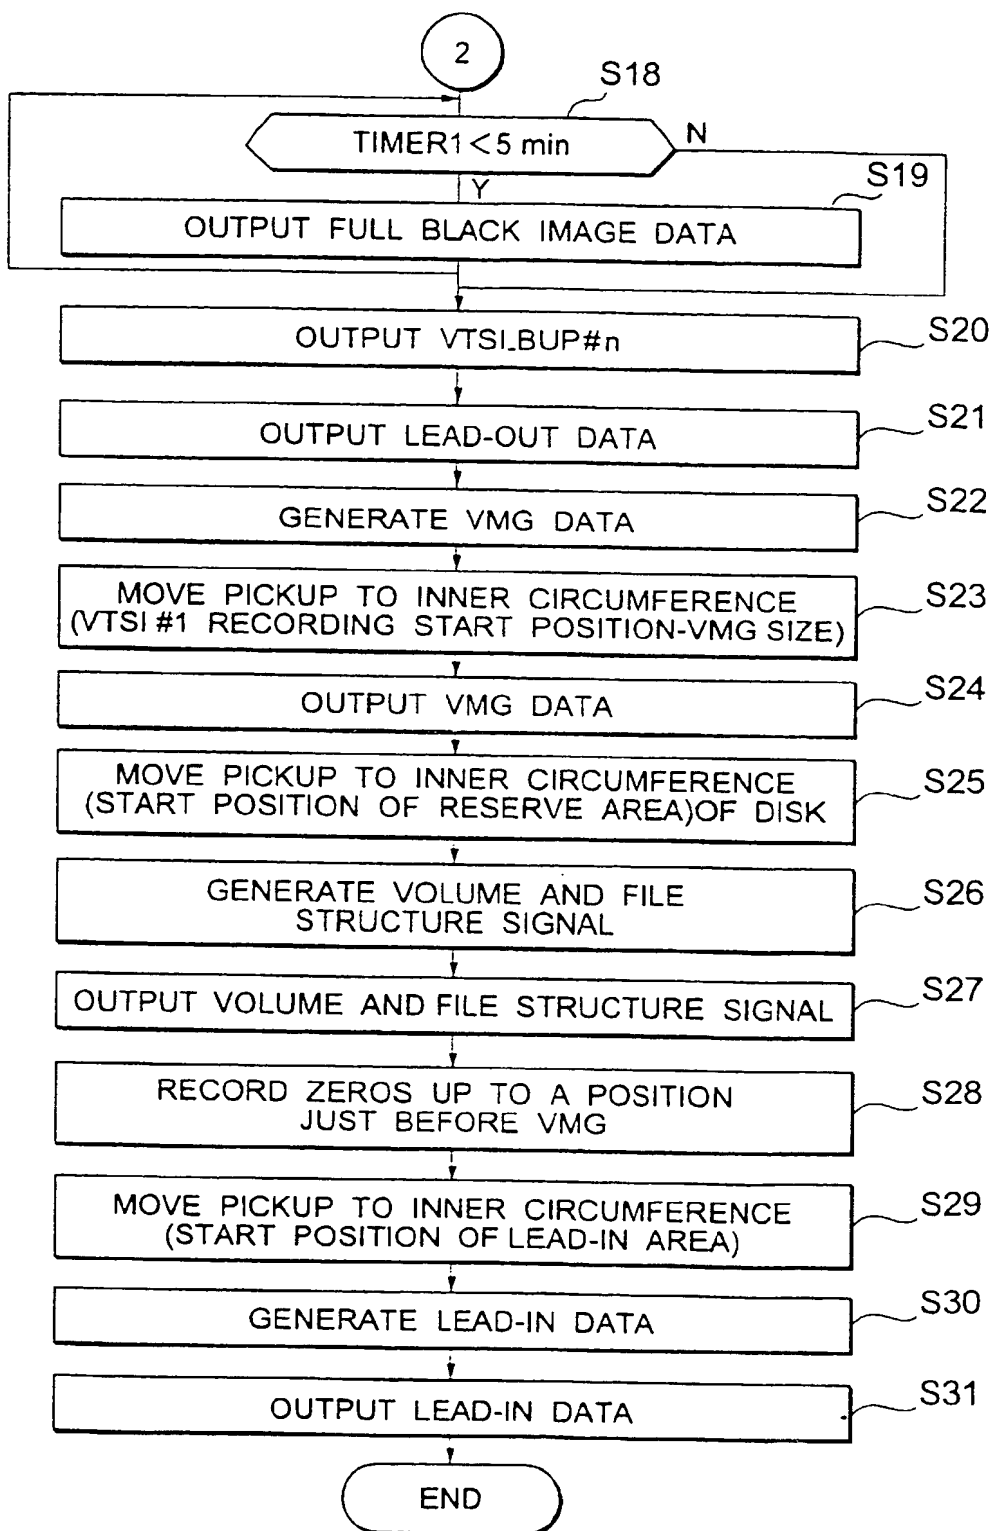 2
S18
TIMER1<5 min
N
Y
S19
OUTPUT FULL BLACK IMAGE DATA
OUTPUT VTSI_BUP#n
S20
OUTPUT LEAD-OUT DATA
S21
GENERATE VMG DATA
S22
MOVE PICKUP TO INNER CIRCUMFERENCE
(VTSI #1 RECORDING START POSITION-VMG SIZE)
S23
OUTPUT VMG DATA
S24
MOVE PICKUP TO INNER CIRCUMFERENCE
(START POSITION OF RESERVE AREA)OF DISK
S25
GENERATE VOLUME AND FILE
STRUCTURE SIGNAL
S26
OUTPUT VOLUME AND FILE STRUCTURE SIGNAL
S27
RECORD ZEROS UP TO A POSITION
JUST BEFORE VMG
S28
MOVE PICKUP TO INNER CIRCUMFERENCE
(START POSITION OF LEAD-IN AREA)
S29
GENERATE LEAD-IN DATA
S30
OUTPUT LEAD-IN DATA
S31
END